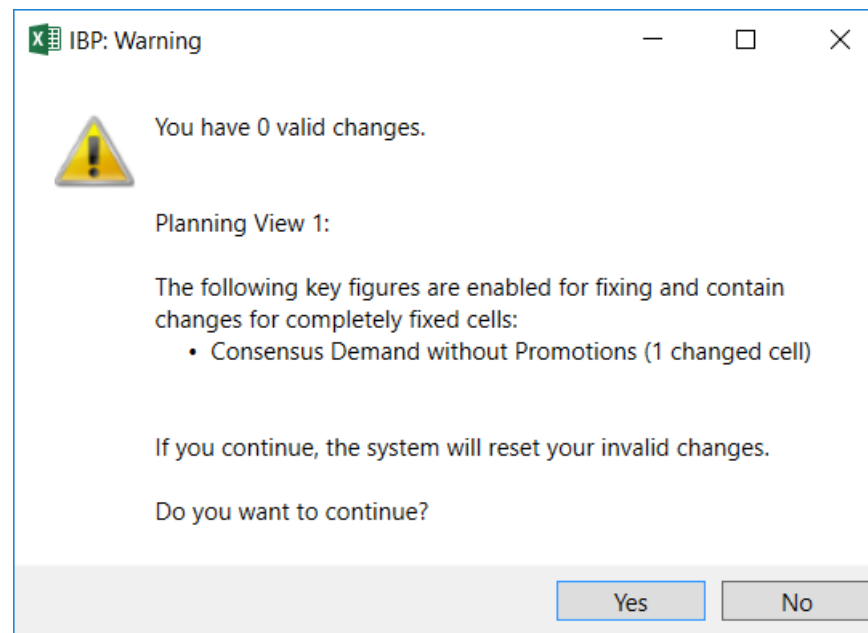 IBP: Warning
You have 0 valid changes.
Planning View 1:
The following key figures are enabled for fixing and contain
changes for completely fixed cells:
• Consensus Demand without Promotions (1 changed cell)
If you continue, the system will reset your invalid changes.
Do you want to continue?
Yes No